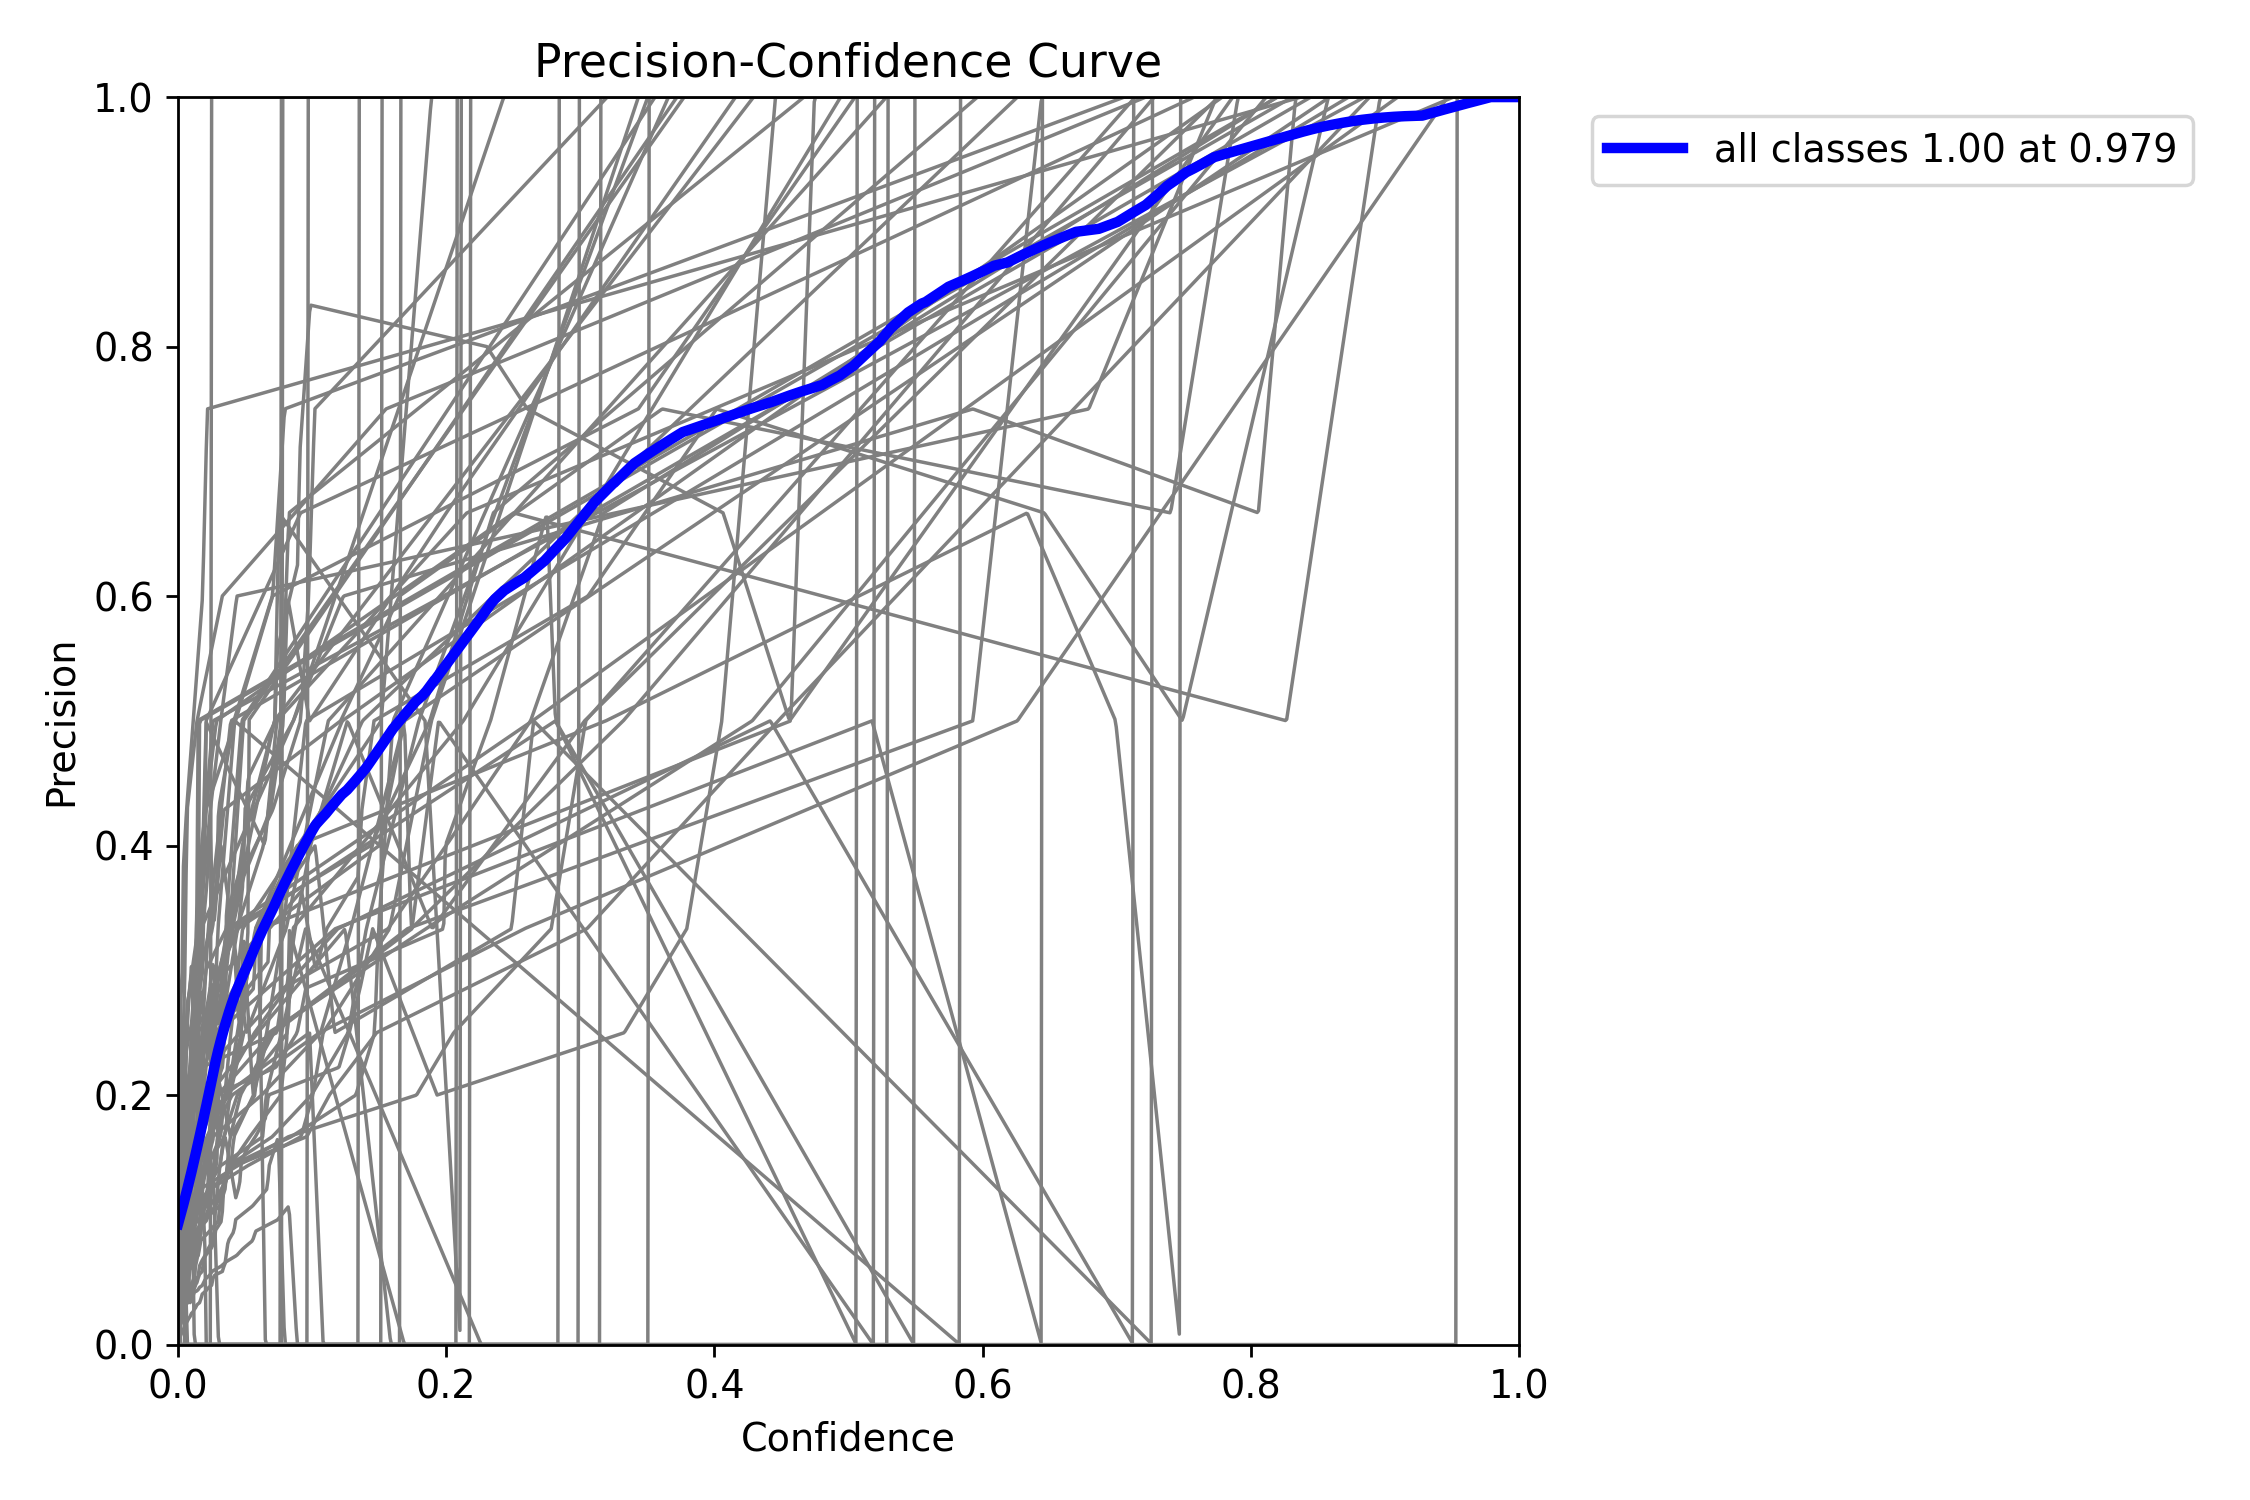 Precision-Confidence Curve
1.0
0.8
0.6
0.4
0.2
0.0
Precision
0.0 0.2 0.4 0.6 0.8 1.0
Confidence
all classes 1.00 at 0.979